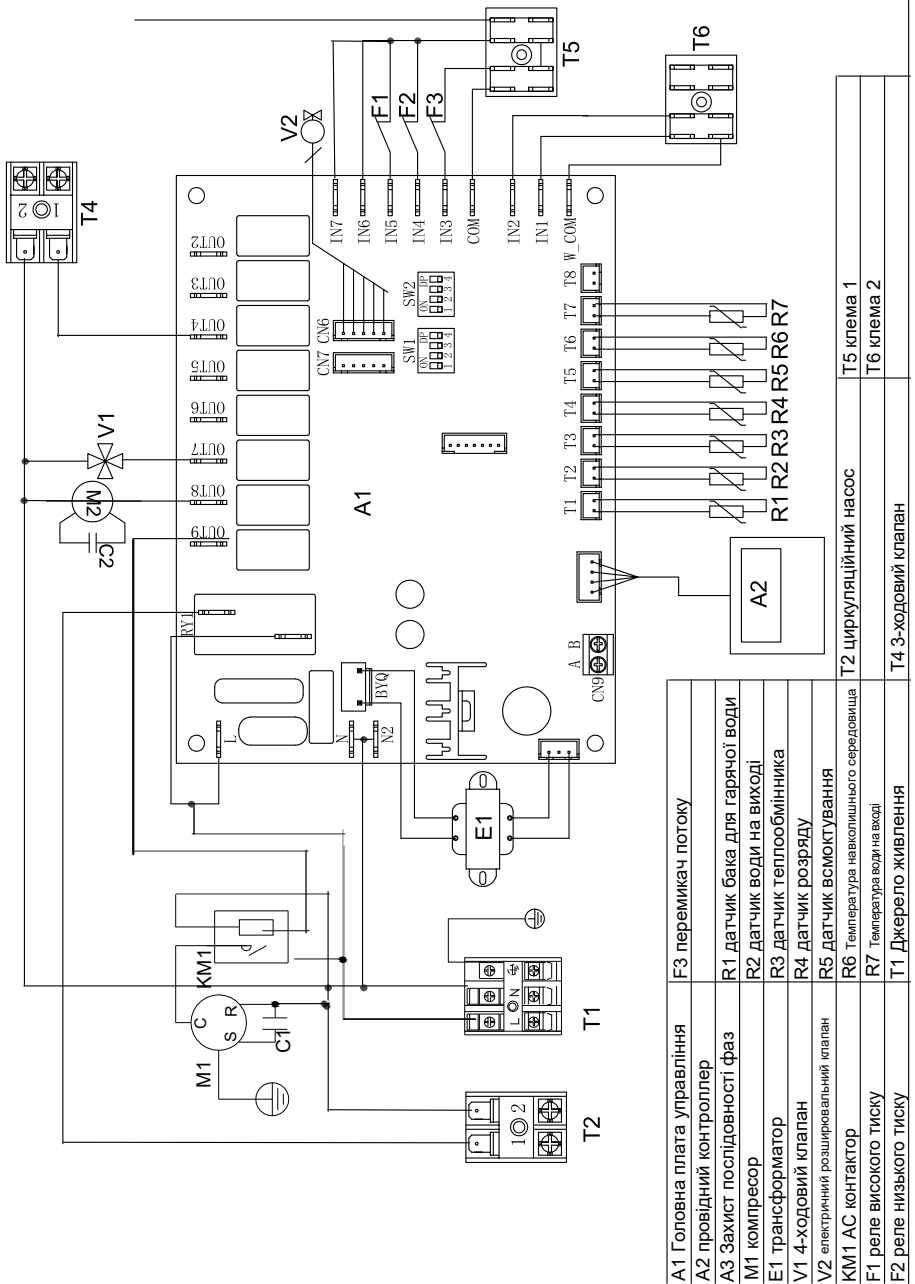 T4
2 1
T5
T6
V2
F1
F2
F3
IN7
IN6
IN5
IN4
IN3
COM
IN2
IN1
W_COM
OUT2
OUT3
OUT4
OUT5
OUT6
OUT7
OUT8
OUT9
RY1
V1
M2
C2
CN7
CN6
SW1
ON DP
1 2 3 4
SW2
ON DP
1 2 3 4
A1
L
N
N2
BYQ
CN9
A B
T1
T2
T3
T4
T5
T6
T7
T8
R1 R2 R3 R4 R5 R6 R7
A2
E1
KM1
M1
C
S R
C1
T1
L N
T2
1 2
A1 Головна плата управління
F3 перемикач потоку
A2 провідний контроллер
A3 Захист послідовності фаз
R1 датчик бака для гарячої води
M1 компресор
R2 датчик води на виході
E1 трансформатор
R3 датчик теплообмінника
V1 4-ходовий клапан
R4 датчик розряду
V2 електричний розширювальний клапан
R5 датчик всмоктування
KM1 AC контактор
R6 Температура навколишнього середовища
T2 циркуляційний насос
T5 клема 1
F1 реле високого тиску
R7 Температура води на вході
T6 клема 2
F2 реле низького тиску
T1 Джерело живлення
T4 3-ходовий клапан